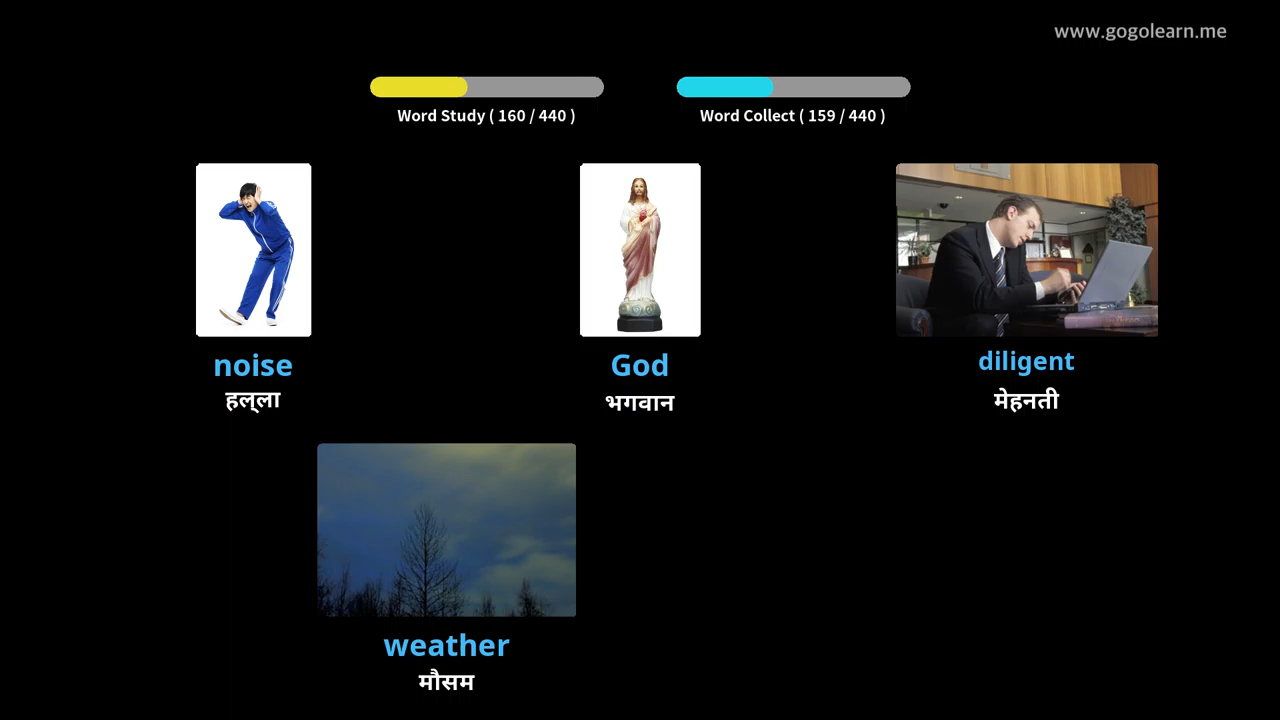 www.gogolearn.me
Word Study ( 160 / 440 )
Word Collect ( 159 / 440 )
noise
हल्‌ला
God
भगवान
diligent
मेहनती
weather
मौसम